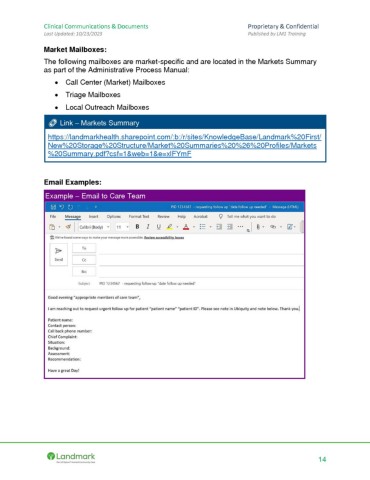 Clinical Communications & Documents Proprietary & Confidential
Last Updated: 10/23/2023 Published by LMS Training
Market Mailboxes:
The following mailboxes are market-specific and are located in the Markets Summary
as part of the Administrative Process Manual:
• Call Center (Market) Mailboxes
• Triage Mailboxes
• Local Outreach Mailboxes
Link – Markets Summary
https://landmarkhealth.sharepoint.com/:b:/r/sites/KnowledgeBase/Landmark%20First/
New%20Storage%20Structure/Market%20Summaries%20%26%20Profiles/Markets
%20Summary.pdf?csf=1&web=1&e=xlFYmF
Email Examples:
Example – Email to Care Team
- requesting follow up "date follow up needed" - Message (HTML)
File Message Insert Options Format Text Review Help Acrobat Tell me what you want to do
Calibri (Body) 11 B I U A
To
Send Cc
Bcc
Subject - requesting follow up "date follow up needed"
Good evening "appropriate members of care team",
I am reaching out to request urgent follow up for patient "patient name" "patient ID". Please see note in Ubiquity and note below. Thank you
Patient name:
Contact person:
Call back phone number:
Chief Complaint:
Situation:
Background:
Assessment:
Recommendation:
Have a great day!
Landmark
14